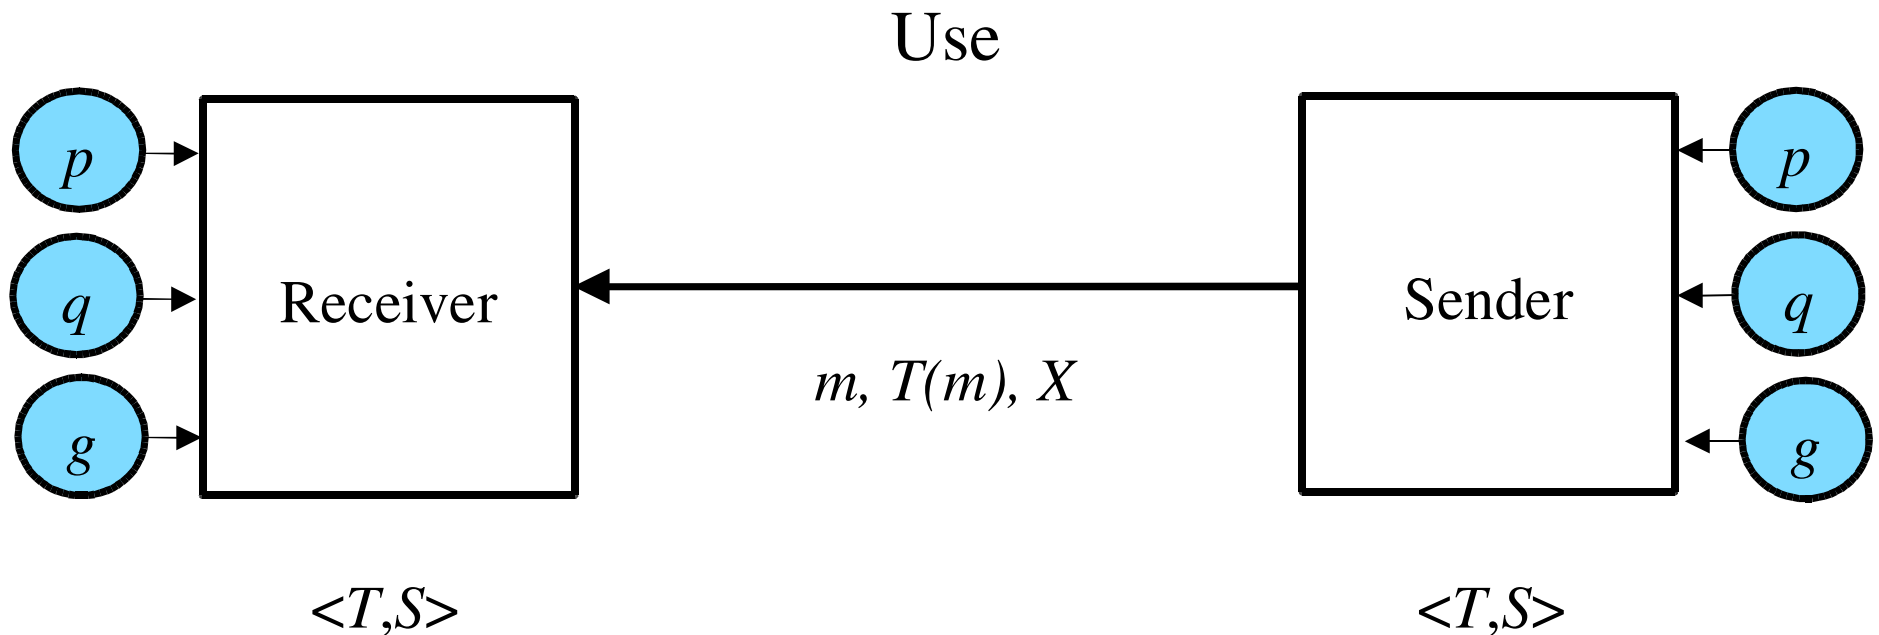 Use
p p
q Receiver Sender q
m, T(m), X
g g
<T,S> <T,S>